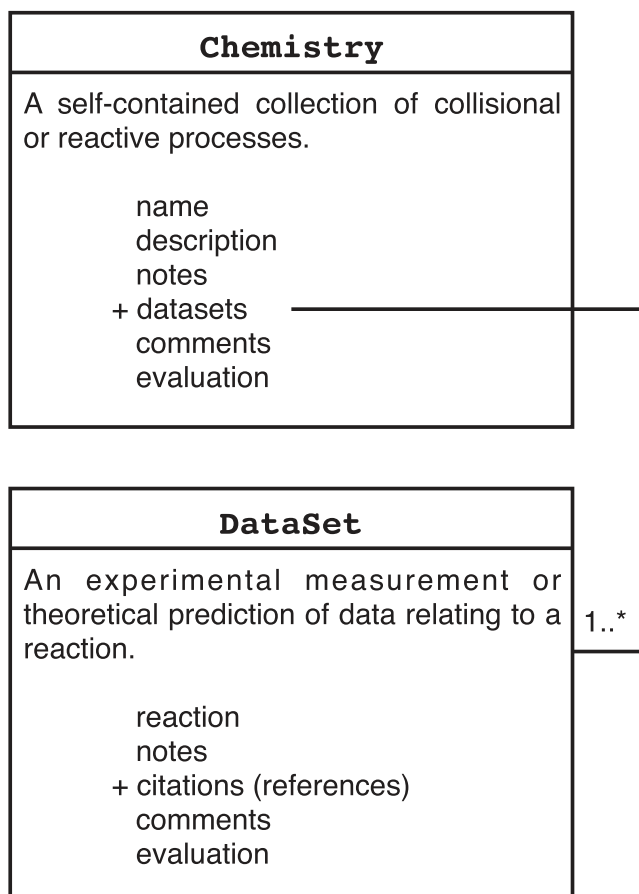 Chemistry
A self-contained collection of collisional
or reactive processes.
name
description
notes
+ datasets
comments
evaluation
DataSet
An experimental measurement or
theoretical prediction of data relating to a
reaction.
1..*
reaction
notes
+ citations (references)
comments
evaluation